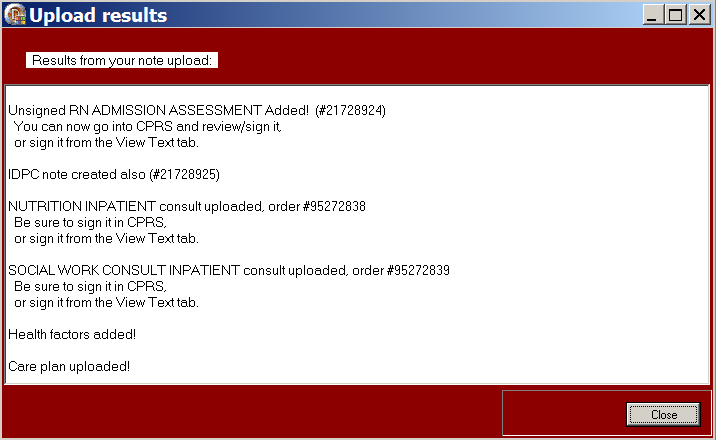 Upload results
Results from your note upload:
Unsigned RN ADMISSION ASSESSMENT Added! (#21728924)
You can now go into CPRS and review/sign it,
or sign it from the View Text tab.
IDPC note created also (#21728925)
NUTRITION INPATIENT consult uploaded, order #95272838
Be sure to sign it in CPRS,
or sign it from the View Text tab.
SOCIAL WORK CONSULT INPATIENT consult uploaded, order #95272839
Be sure to sign it in CPRS,
or sign it from the View Text tab.
Health factors added!
Care plan uploaded!
Close